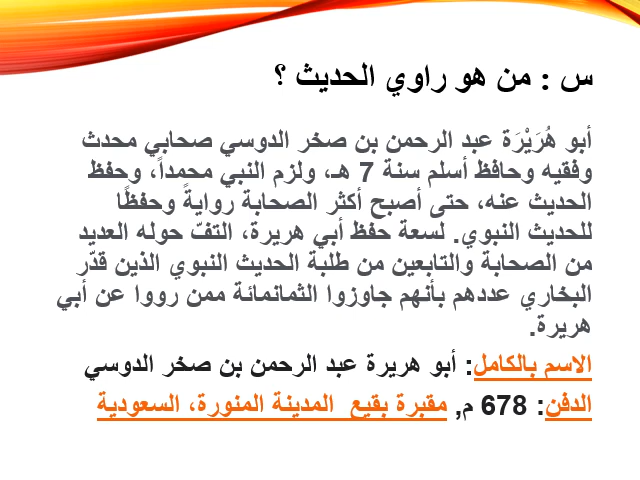 س : من هو راوي الحديث ؟
أبو هُرَيْرَة عبد الرحمن بن صخر الدوسي صحابي محدث
وفقيه وحافظ أسلم سنة 7 هـ، ولزم النبي محمداً، وحفظ
الحديث عنه، حتى أصبح أكثر الصحابة روايةً وحفظًا
للحديث النبوي. لسعة حفظ أبي هريرة، التفّ حوله العديد
من الصحابة والتابعين من طلبة الحديث النبوي الذين قدّر
البخاري عددهم بأنهم جاوزوا الثمانمائة ممن رووا عن أبي
هريرة.
الاسم بالكامل: أبو هريرة عبد الرحمن بن صخر الدوسي
الدفن: 678 م, مقبرة بقيع المدينة المنورة، السعودية